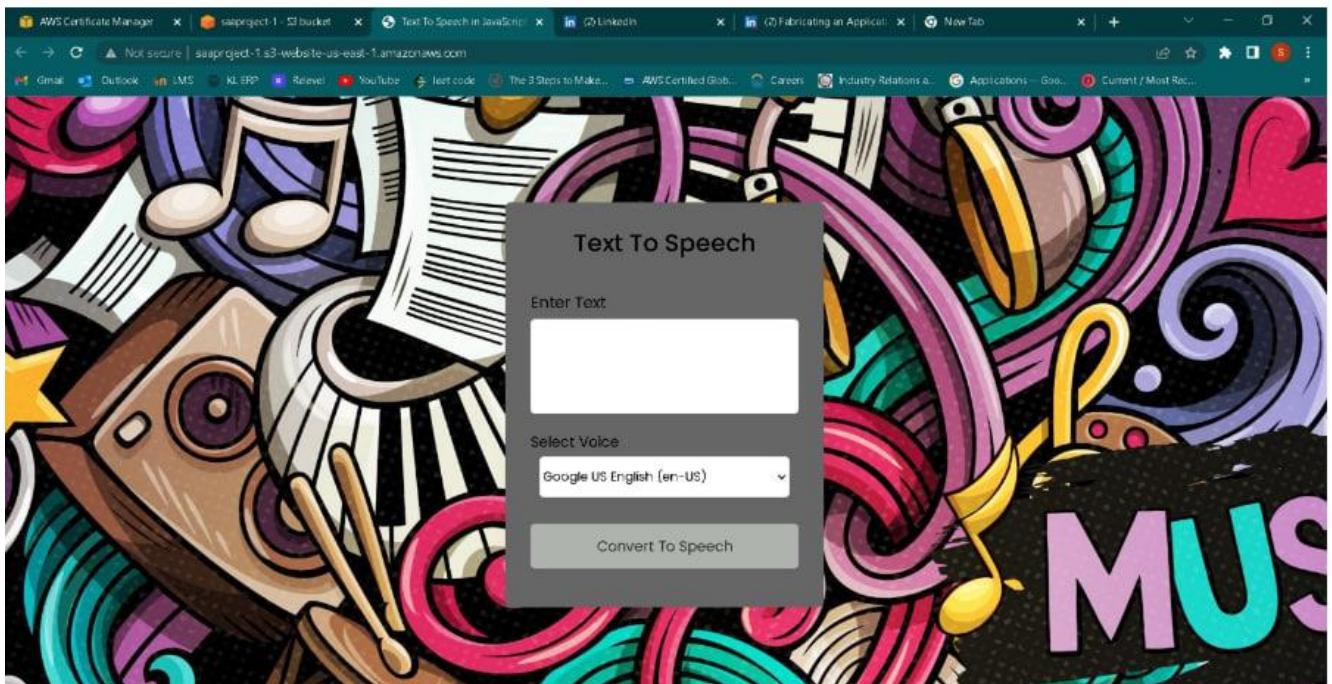 AWS Certificate Manager
saaproject-1 - S3 bucket
Text To Speech in JavaScript
(2) LinkedIn
(2) Fabricating an Applicati
New Tab
Not secure | saaproject-1.s3-website-us-east-1.amazonaws.com
Gmail Outlook LMS KL ERP Relevel YouTube leet code The 3 Steps to Make... AWS Certified Glob... Careers Industry Relations a... Applications – Goo... Current / Most Rec...
Text To Speech
Enter Text
Select Voice
Google US English (en-US)
Convert To Speech
MUS